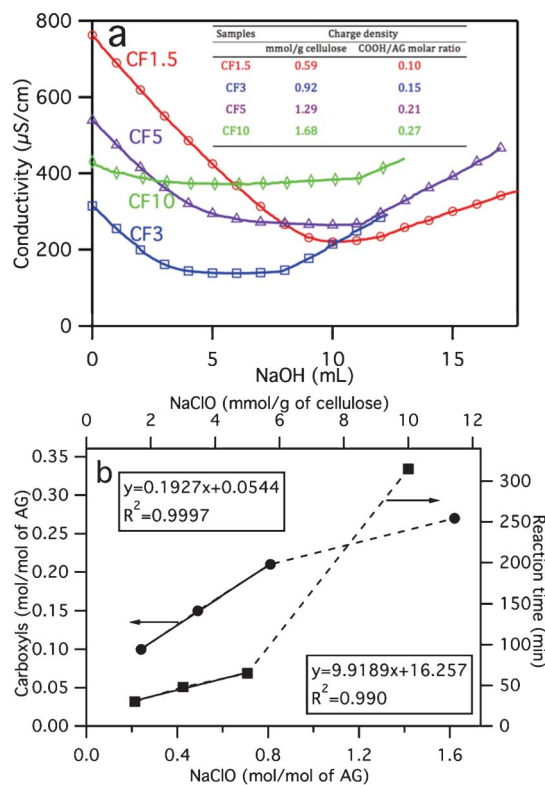 a
Samples Charge density
mmol/g cellulose COOH/AG molar ratio
CF1.5 0.59 0.10
CF3 0.92 0.15
CF5 1.29 0.21
CF10 1.68 0.27
CF1.5
CF5
CF10
CF3
800
600
400
200
0
Conductivity (μS/cm)
0 5 10 15
NaOH (mL)
NaClO (mmol/g of cellulose)
0 2 4 6 8 10 12
b
y=0.1927x+0.0544
R²=0.9997
y=9.9189x+16.257
R²=0.990
0.35
0.30
0.25
0.20
0.15
0.10
0.05
0.00
Carboxyls (mol/mol of AG)
300
250
200
150
100
50
0
Reaction time (min)
0.0 0.4 0.8 1.2 1.6
NaClO (mol/mol of AG)